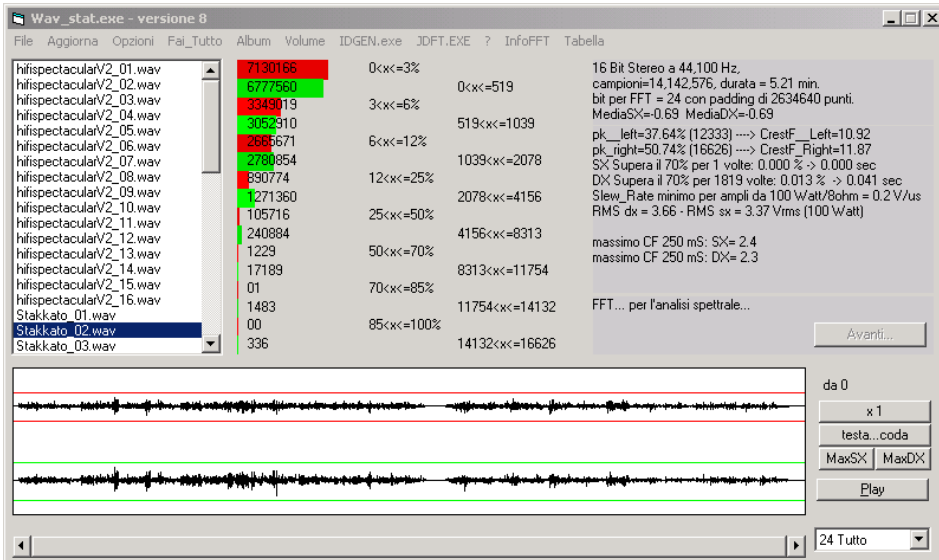 Wav_stat.exe - versione 8
File Aggiorna Opzioni Fai_Tutto Album Volume IDGEN.exe JDFT.EXE ? InfoFFT Tabella
hifispectacularV2_01.wav
hifispectacularV2_02.wav
hifispectacularV2_03.wav
hifispectacularV2_04.wav
hifispectacularV2_05.wav
hifispectacularV2_06.wav
hifispectacularV2_07.wav
hifispectacularV2_08.wav
hifispectacularV2_09.wav
hifispectacularV2_10.wav
hifispectacularV2_11.wav
hifispectacularV2_12.wav
hifispectacularV2_13.wav
hifispectacularV2_14.wav
hifispectacularV2_15.wav
hifispectacularV2_16.wav
Stakkato_01.wav
Stakkato_02.wav
Stakkato_03.wav
7130166 0<x<=3%
6777560 0<x<=519
3349019 3<x<=6%
3052910 519<x<=1039
2665671 6<x<=12%
2780854 1039<x<=2078
890774 12<x<=25%
1271360 2078<x<=4156
105716 25<x<=50%
240884 4156<x<=8313
1229 50<x<=70%
17189 8313<x<=11754
01 70<x<=85%
1483 11754<x<=14132
00 85<x<=100%
336 14132<x<=16626
16 Bit Stereo a 44,100 Hz,
campioni=14,142,576, durata = 5.21 min.
bit per FFT = 24 con padding di 2634640 punti.
MediaSX=-0.69 MediaDX=-0.69
pk__left=37.64% (12333) ----> CrestF__Left=10.92
pk_right=50.74% (16626) ----> CrestF_Right=11.87
SX Supera il 70% per 1 volte: 0.000 % -> 0.000 sec
DX Supera il 70% per 1819 volte: 0.013 % -> 0.041 sec
Slew_Rate minimo per ampli da 100 Watt/8ohm = 0.2 V/us
RMS dx = 3.66 - RMS sx = 3.37 Vrms (100 Watt)
massimo CF 250 mS: SX= 2.4
massimo CF 250 mS: DX= 2.3
FFT... per l'analisi spettrale...
Avanti...
da 0
x 1
testa...coda
MaxSX MaxDX
Play
24 Tutto